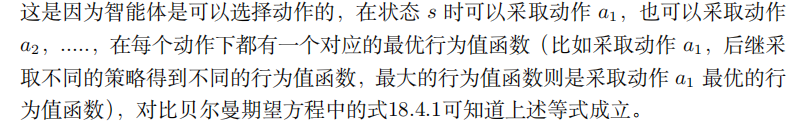 这是因为智能体是可以选择动作的，在状态 s 时可以采取动作 a₁，也可以采取动作
a₂，.....，在每个动作下都有一个对应的最优行为值函数（比如采取动作 a₁，后继采
取不同的策略得到不同的行为值函数，最大的行为值函数则是采取动作 a₁ 最优的行
为值函数），对比贝尔曼期望方程中的式18.4.1可知道上述等式成立。